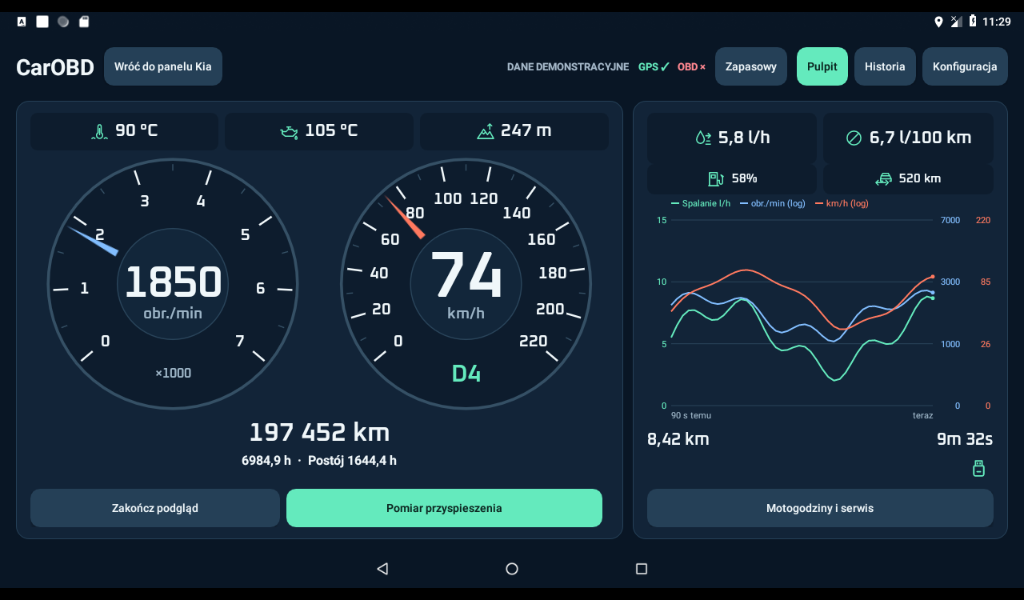 11:29
CarOBD
Wróć do panelu Kia
DANE DEMONSTRACYJNE GPS ✓ OBD ×
Zapasowy
Pulpit
Historia
Konfiguracja
90 °C
105 °C
247 m
0 1 2 3 4 5 6 7
1850
obr./min
×1000
0 20 40 60 80 100 120 140 160 180 200 220
74
km/h
D4
197 452 km
6984,9 h · Postój 1644,4 h
Zakończ podgląd
Pomiar przyspieszenia
5,8 l/h
6,7 l/100 km
58%
520 km
Spalanie l/h obr./min (log) km/h (log)
15 7000 220
10 3000 85
5 1000 26
0 0 0
90 s temu teraz
8,42 km
9m 32s
Motogodziny i serwis